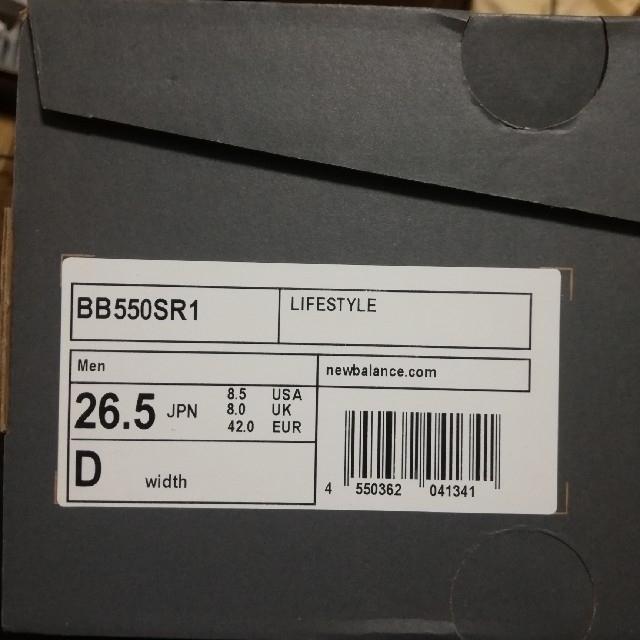 BB550SR1
LIFESTYLE
Men
newbalance.com
26.5 JPN
8.5 USA
8.0 UK
42.0 EUR
D width
4 550362 041341